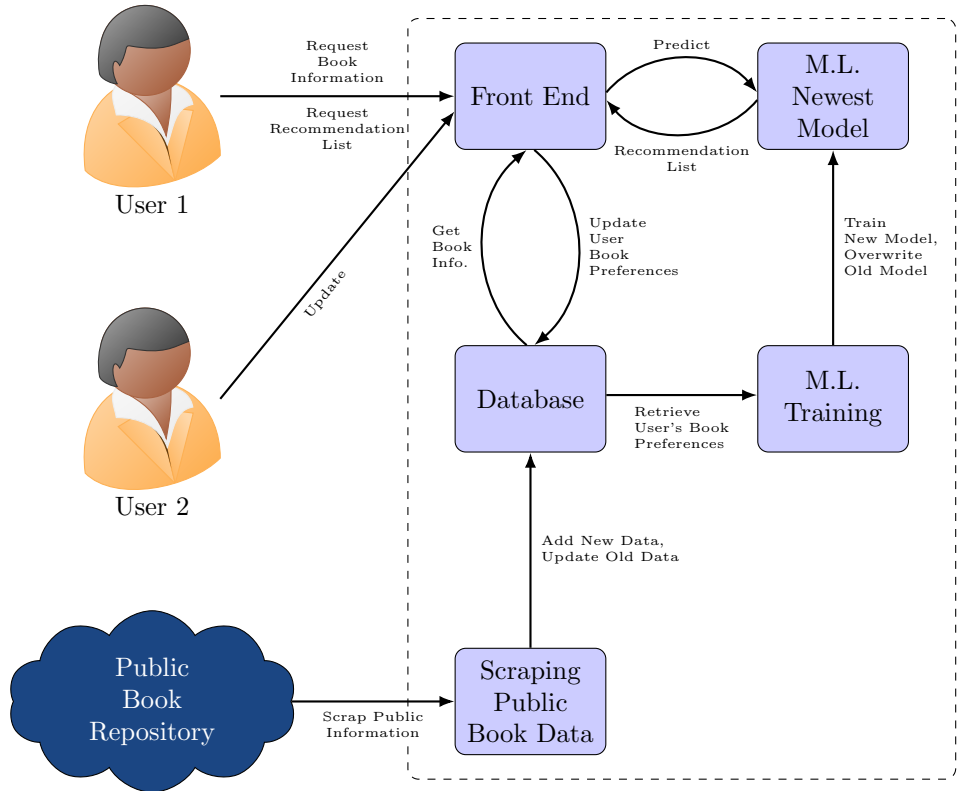 Request
Book
Information
Request
Recommendation
List
User 1
Front End
Predict
Recommendation
List
M.L.
Newest
Model
Get
Book
Info.
Update
User
Book
Preferences
Train
New Model,
Overwrite
Old Model
Update
User 2
Database
Retrieve
User's Book
Preferences
M.L.
Training
Add New Data,
Update Old Data
Public
Book
Repository
Scrap Public
Information
Scraping
Public
Book Data